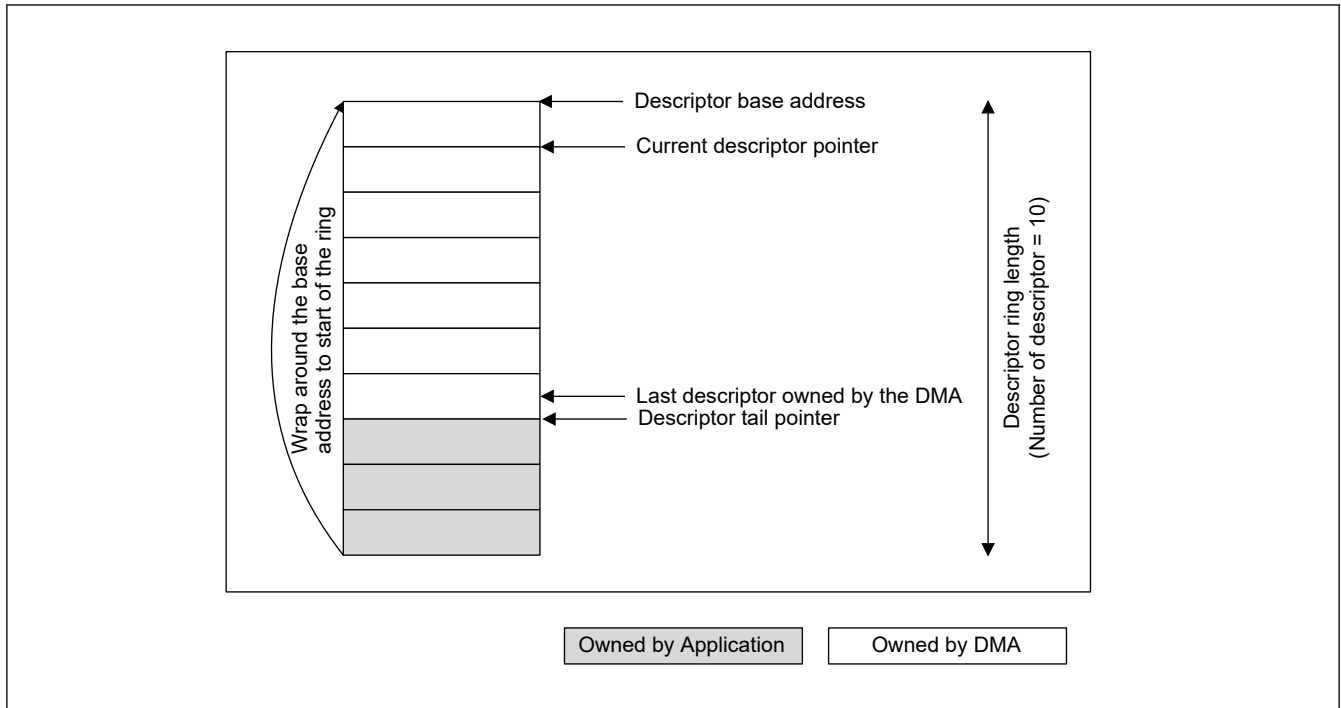 Descriptor base address
Current descriptor pointer
Wrap around the base
address to start of the ring
Descriptor ring length
(Number of descriptor = 10)
Last descriptor owned by the DMA
Descriptor tail pointer
Owned by Application
Owned by DMA